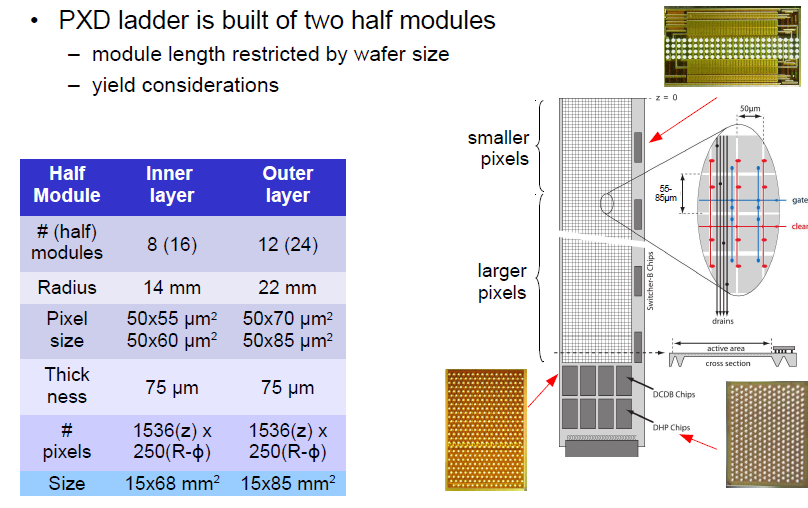 • PXD ladder is built of two half modules
– module length restricted by wafer size
– yield considerations
Half Module | Inner layer | Outer layer
# (half) modules | 8 (16) | 12 (24)
Radius | 14 mm | 22 mm
Pixel size | 50x55 µm² 50x60 µm² | 50x70 µm² 50x85 µm²
Thick ness | 75 µm | 75 µm
# pixels | 1536(z) x 250(R-ϕ) | 1536(z) x 250(R-ϕ)
Size | 15x68 mm² | 15x85 mm²
z = 0
smaller
pixels
larger
pixels
Switcher-B Chips
50µm
55-
85µm
gate
clear
drains
active area
cross section
DCDB Chips
DHP Chips